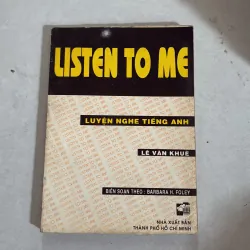 LISTEN TO ME
LUYỆN NGHE TIẾNG ANH
LÊ VĂN KHUÊ
BIÊN SOẠN THEO : BARBARA H. FOLEY
NHÀ XUẤT BẢN
THÀNH PHỐ HỒ CHÍ MINH